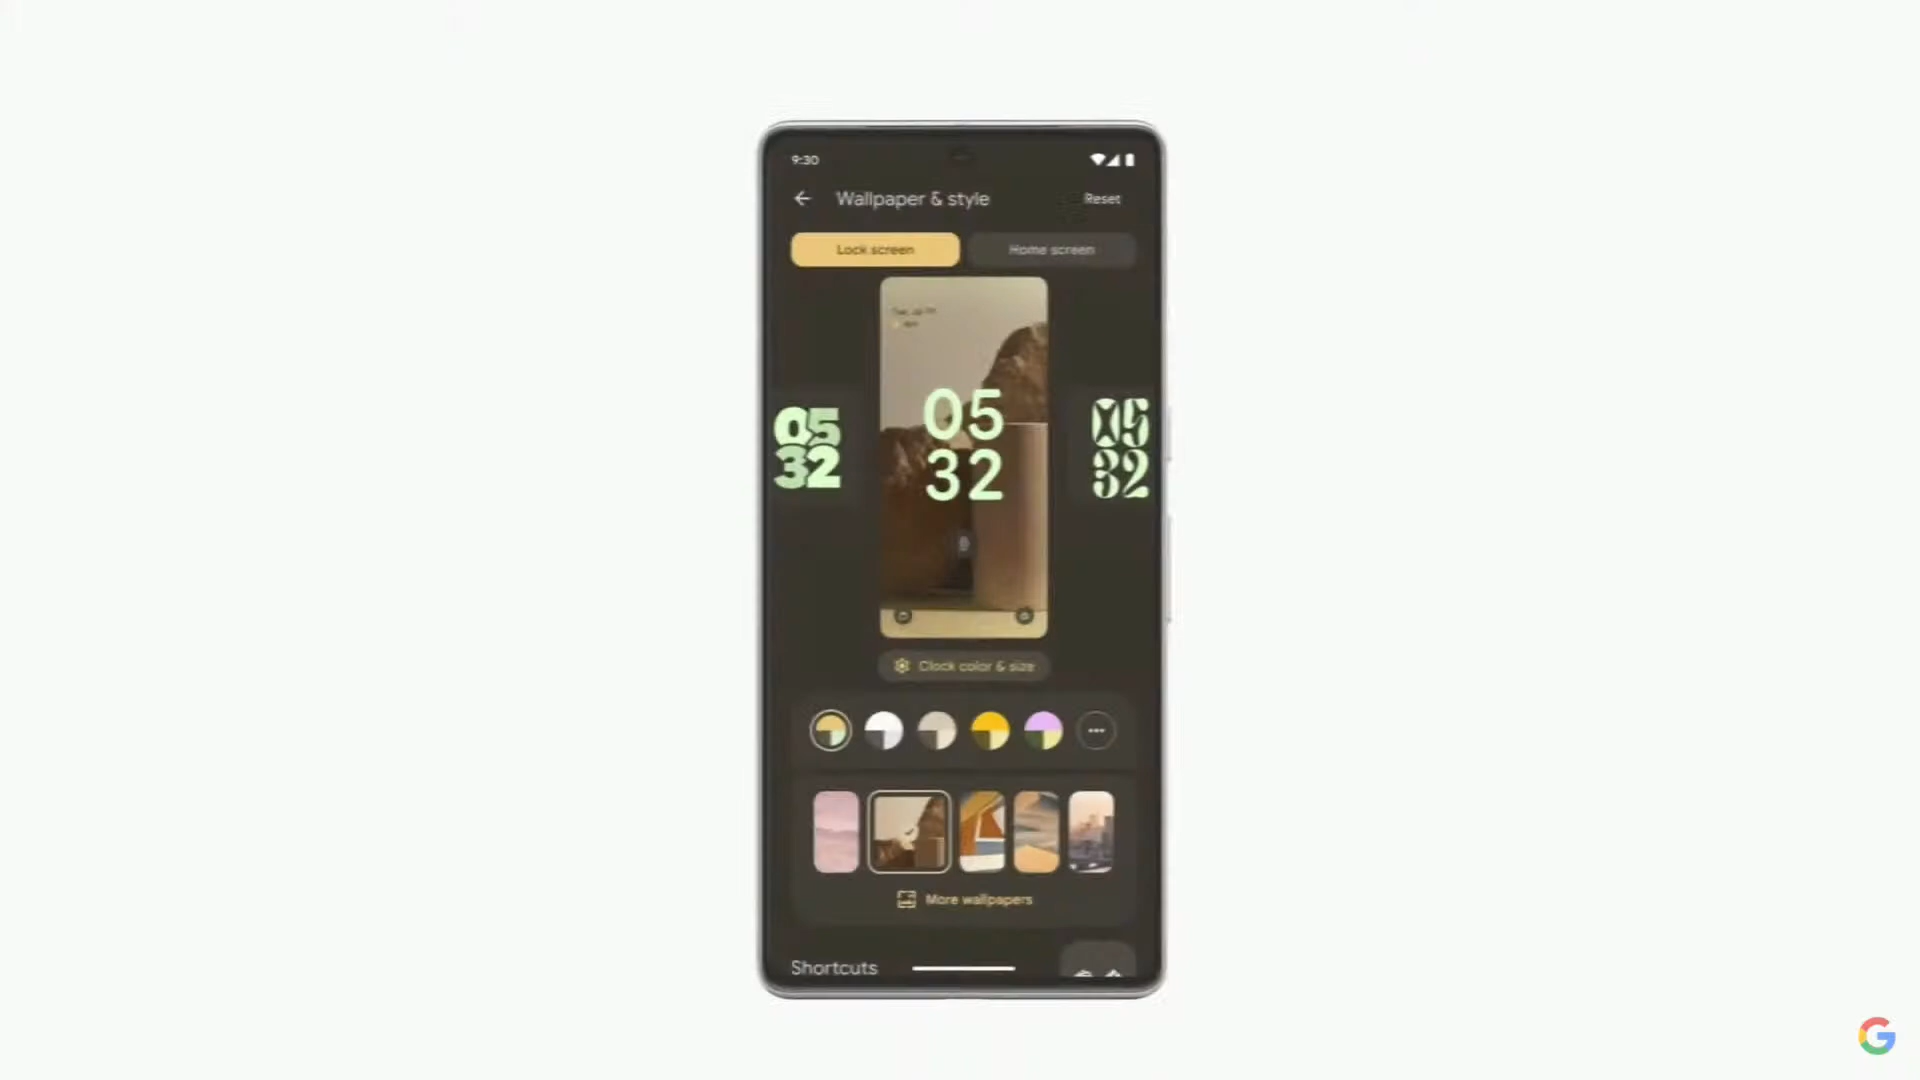 9:30
Wallpaper & style
Reset
Lock screen
Home screen
05
32
05
32
05
32
Clock color & size
More wallpapers
Shortcuts